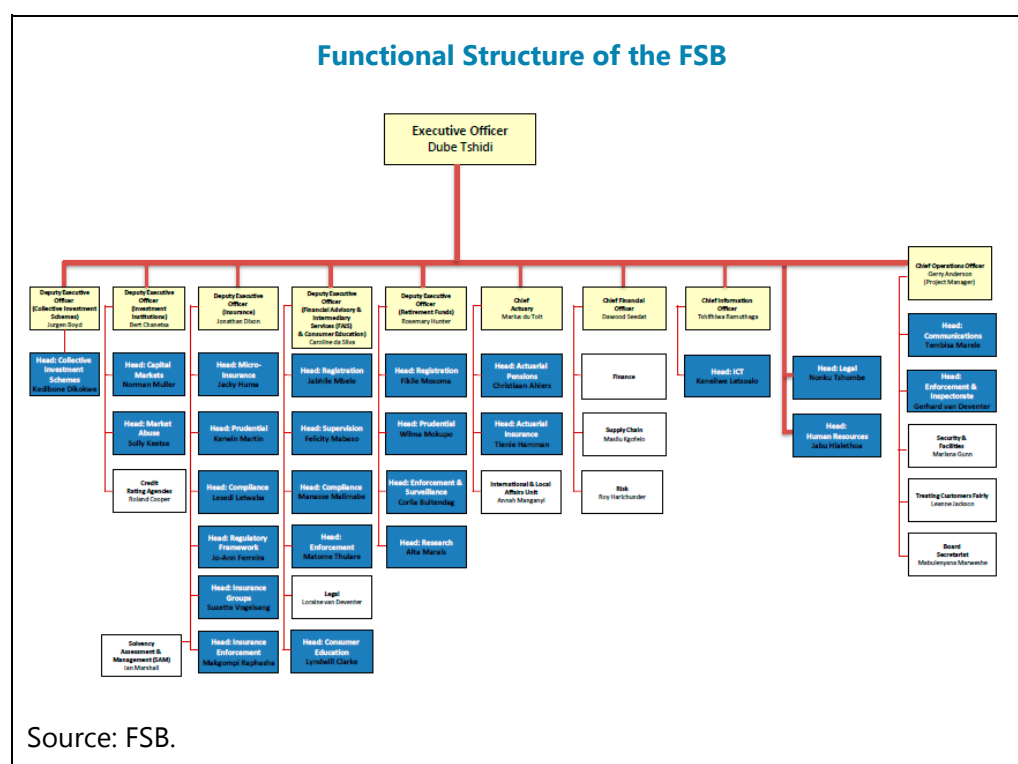 Functional Structure of the FSB
Executive Officer
Dube Tshidi
Deputy Executive
Officer
(Collective Investment
Schemes)
Jurgen Boyd
Head: Collective
Investment
Schemes
Kedibone Dikokwe
Deputy Executive
Officer
(Investment
Institutions)
Bert Chanetsa
Head: Capital
Markets
Norman Muller
Head: Market
Abuse
Solly Keetse
Credit
Rating Agencies
Roland Cooper
Deputy Executive
Officer
(Insurance)
Jonathan Dixon
Head: Micro-
Insurance
Jacky Huma
Head: Prudential
Kerwin Martin
Head: Compliance
Lesedi Letwaba
Head: Regulatory
Framework
Jo-Ann Ferreira
Head: Insurance
Groups
Suzette Vogelsang
Solvency
Assessment &
Management (SAM)
Ian Marshall
Head: Insurance
Enforcement
Makgompi Raphasha
Deputy Executive
Officer
(Financial Advisory &
Intermediary
Services (FAIS)
& Consumer Education)
Caroline da Silva
Head: Registration
Jabhile Mbele
Head: Supervision
Felicity Mabaso
Head: Compliance
Manasse Malimabe
Head:
Enforcement
Matome Thulare
Legal
Loraine van Deventer
Head: Consumer
Education
Lyndwill Clarke
Deputy Executive
Officer
(Retirement Funds)
Rosemary Hunter
Head: Registration
Fikile Mosoma
Head: Prudential
Wilma Mokupo
Head: Enforcement &
Surveillance
Corlia Buitendag
Head: Research
Alta Marais
Chief
Actuary
Marius du Toit
Head: Actuarial
Pensions
Christiaan Ahlers
Head: Actuarial
Insurance
Tienie Hamman
International & Local
Affairs Unit
Annah Manganyi
Chief Financial
Officer
Dawood Seedat
Finance
Supply Chain
Masilu Kgofelo
Risk
Roy Harichunder
Chief Information
Officer
Tshifhiwa Ramuthaga
Head: ICT
Keneilwe Letsoalo
Head: Legal
Nonku Tshombe
Head:
Human Resources
Jabu Hlalethoa
Chief Operations Officer
Gerry Anderson
(Project Manager)
Head:
Communications
Tembisa Marele
Head:
Enforcement &
Inspectorate
Gerhard van Deventer
Security &
Facilities
Mariana Gunn
Treating Customers Fairly
Leanne Jackson
Board
Secretariat
Mabulenyana Marweshe
Source: FSB.